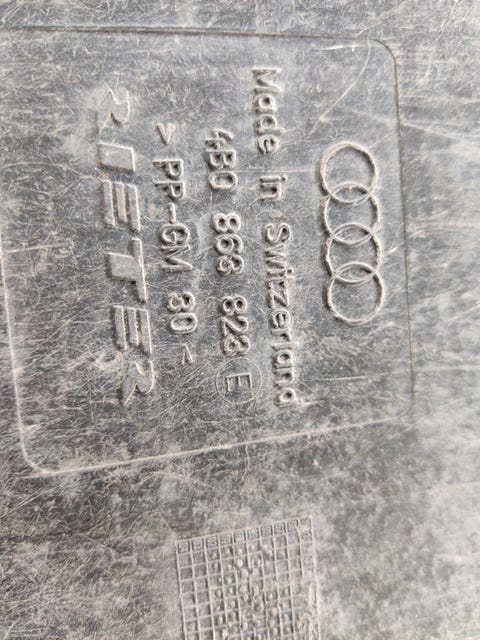 Made in Switzerland
4B0 863 823 E
>PP-GM 30<
RIETER